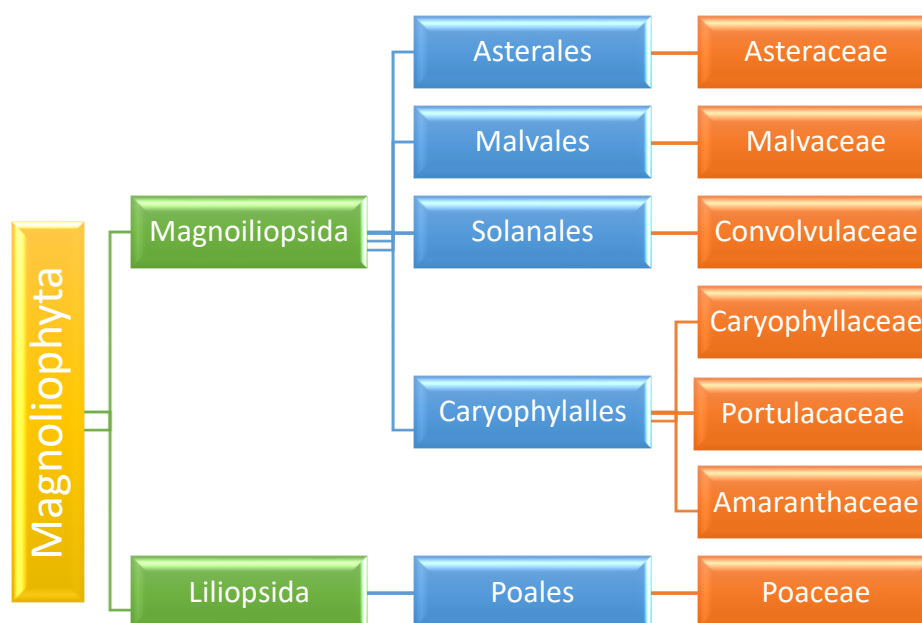 Magnoliophyta
Magnoiliopsida
Asterales
Asteraceae
Malvales
Malvaceae
Solanales
Convolvulaceae
Caryophylalles
Caryophyllaceae
Portulacaceae
Amaranthaceae
Liliopsida
Poales
Poaceae